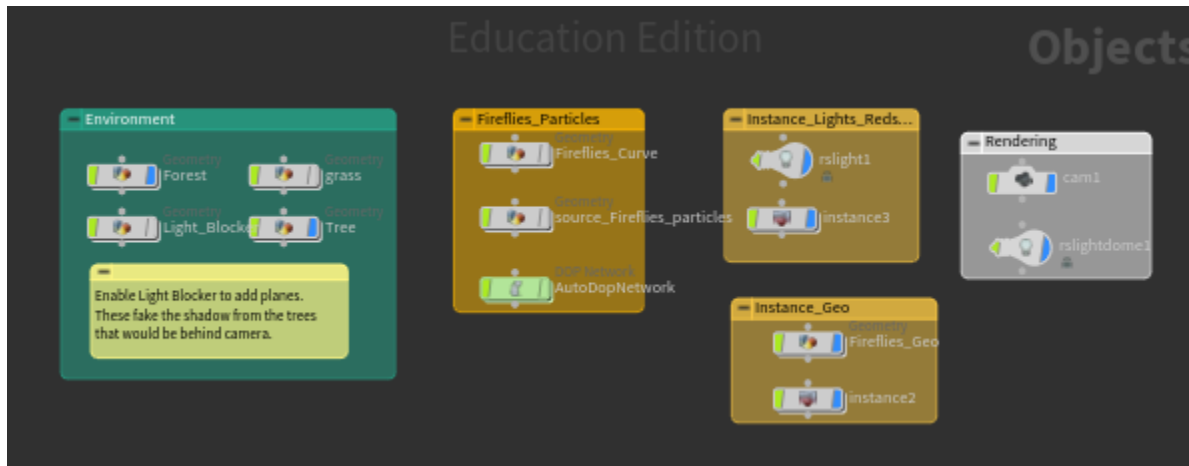 Education Edition
Objects
Environment
Geometry
Forest
Geometry
grass
Geometry
Light_Blocke
Geometry
Tree
Enable Light Blocker to add planes.
These fake the shadow from the trees
that would be behind camera.
Fireflies_Particles
Geometry
Fireflies_Curve
Geometry
source_Fireflies_particles
DOP Network
AutoDopNetwork
Instance_Lights_Reds...
rslight1
instance3
Instance_Geo
Geometry
Fireflies_Geo
instance2
Rendering
cam1
rslightdome1